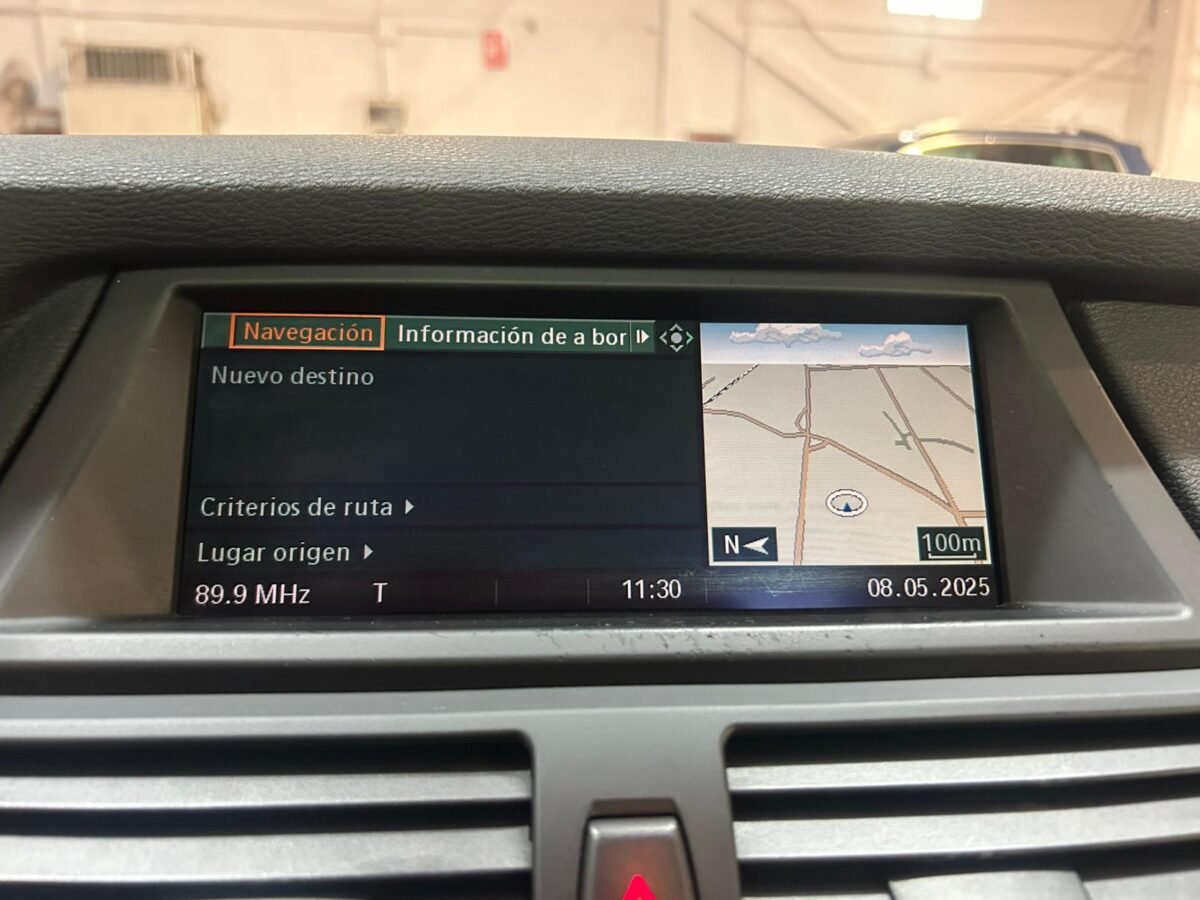 Navegación Información de a bor
Nuevo destino
Criterios de ruta
Lugar origen
N
100m
89.9 MHz T 11:30 08.05.2025